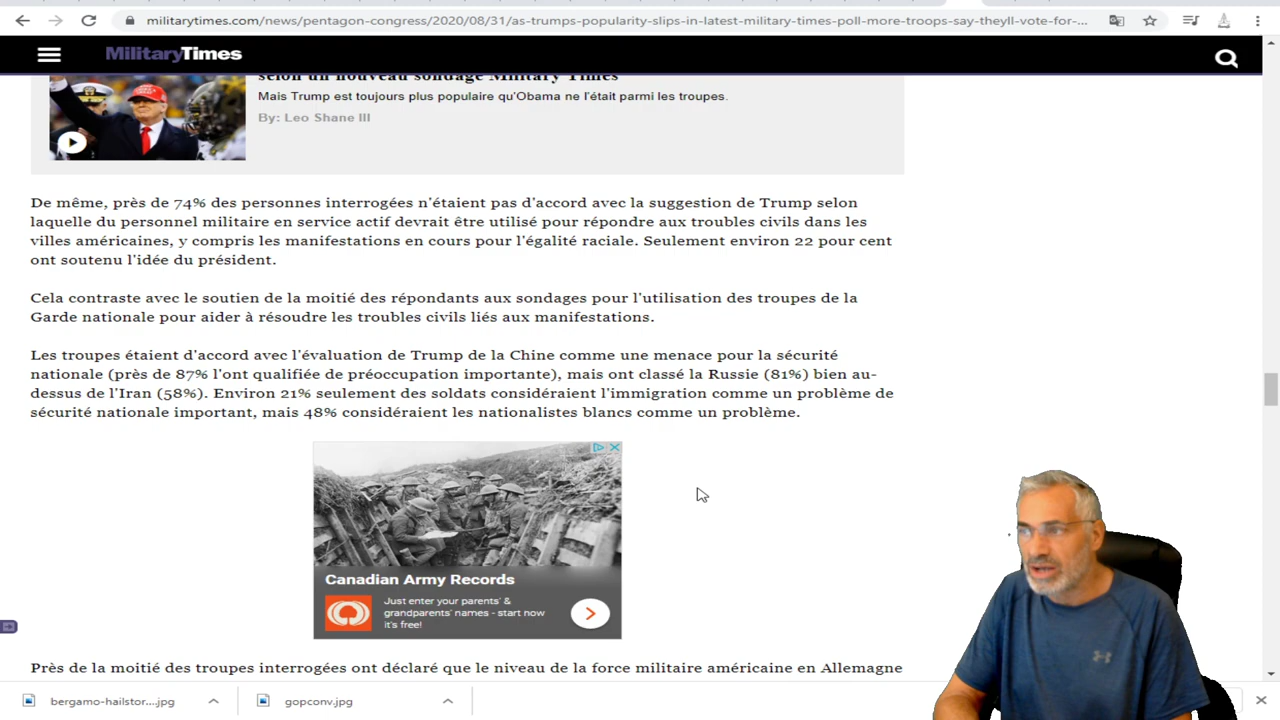 militarytimes.com/news/pentagon-congress/2020/08/31/as-trumps-popularity-slips-in-latest-military-times-poll-more-troops-say-theyll-vote-for-...
MilitaryTimes
selon un nouveau sondage Military Times
Mais Trump est toujours plus populaire qu'Obama ne l'était parmi les troupes.
By: Leo Shane III
De même, près de 74% des personnes interrogées n'étaient pas d'accord avec la suggestion de Trump selon
laquelle du personnel militaire en service actif devrait être utilisé pour répondre aux troubles civils dans les
villes américaines, y compris les manifestations en cours pour l'égalité raciale. Seulement environ 22 pour cent
ont soutenu l'idée du président.
Cela contraste avec le soutien de la moitié des répondants aux sondages pour l'utilisation des troupes de la
Garde nationale pour aider à résoudre les troubles civils liés aux manifestations.
Les troupes étaient d'accord avec l'évaluation de Trump de la Chine comme une menace pour la sécurité
nationale (près de 87% l'ont qualifiée de préoccupation importante), mais ont classé la Russie (81%) bien au-
dessus de l'Iran (58%). Environ 21% seulement des soldats considéraient l'immigration comme un problème de
sécurité nationale important, mais 48% considéraient les nationalistes blancs comme un problème.
Canadian Army Records
Just enter your parents' &
grandparents' names - start now
it's free!
Près de la moitié des troupes interrogées ont déclaré que le niveau de la force militaire américaine en Allemagne
bergamo-hailstor....jpg
gopconv.jpg